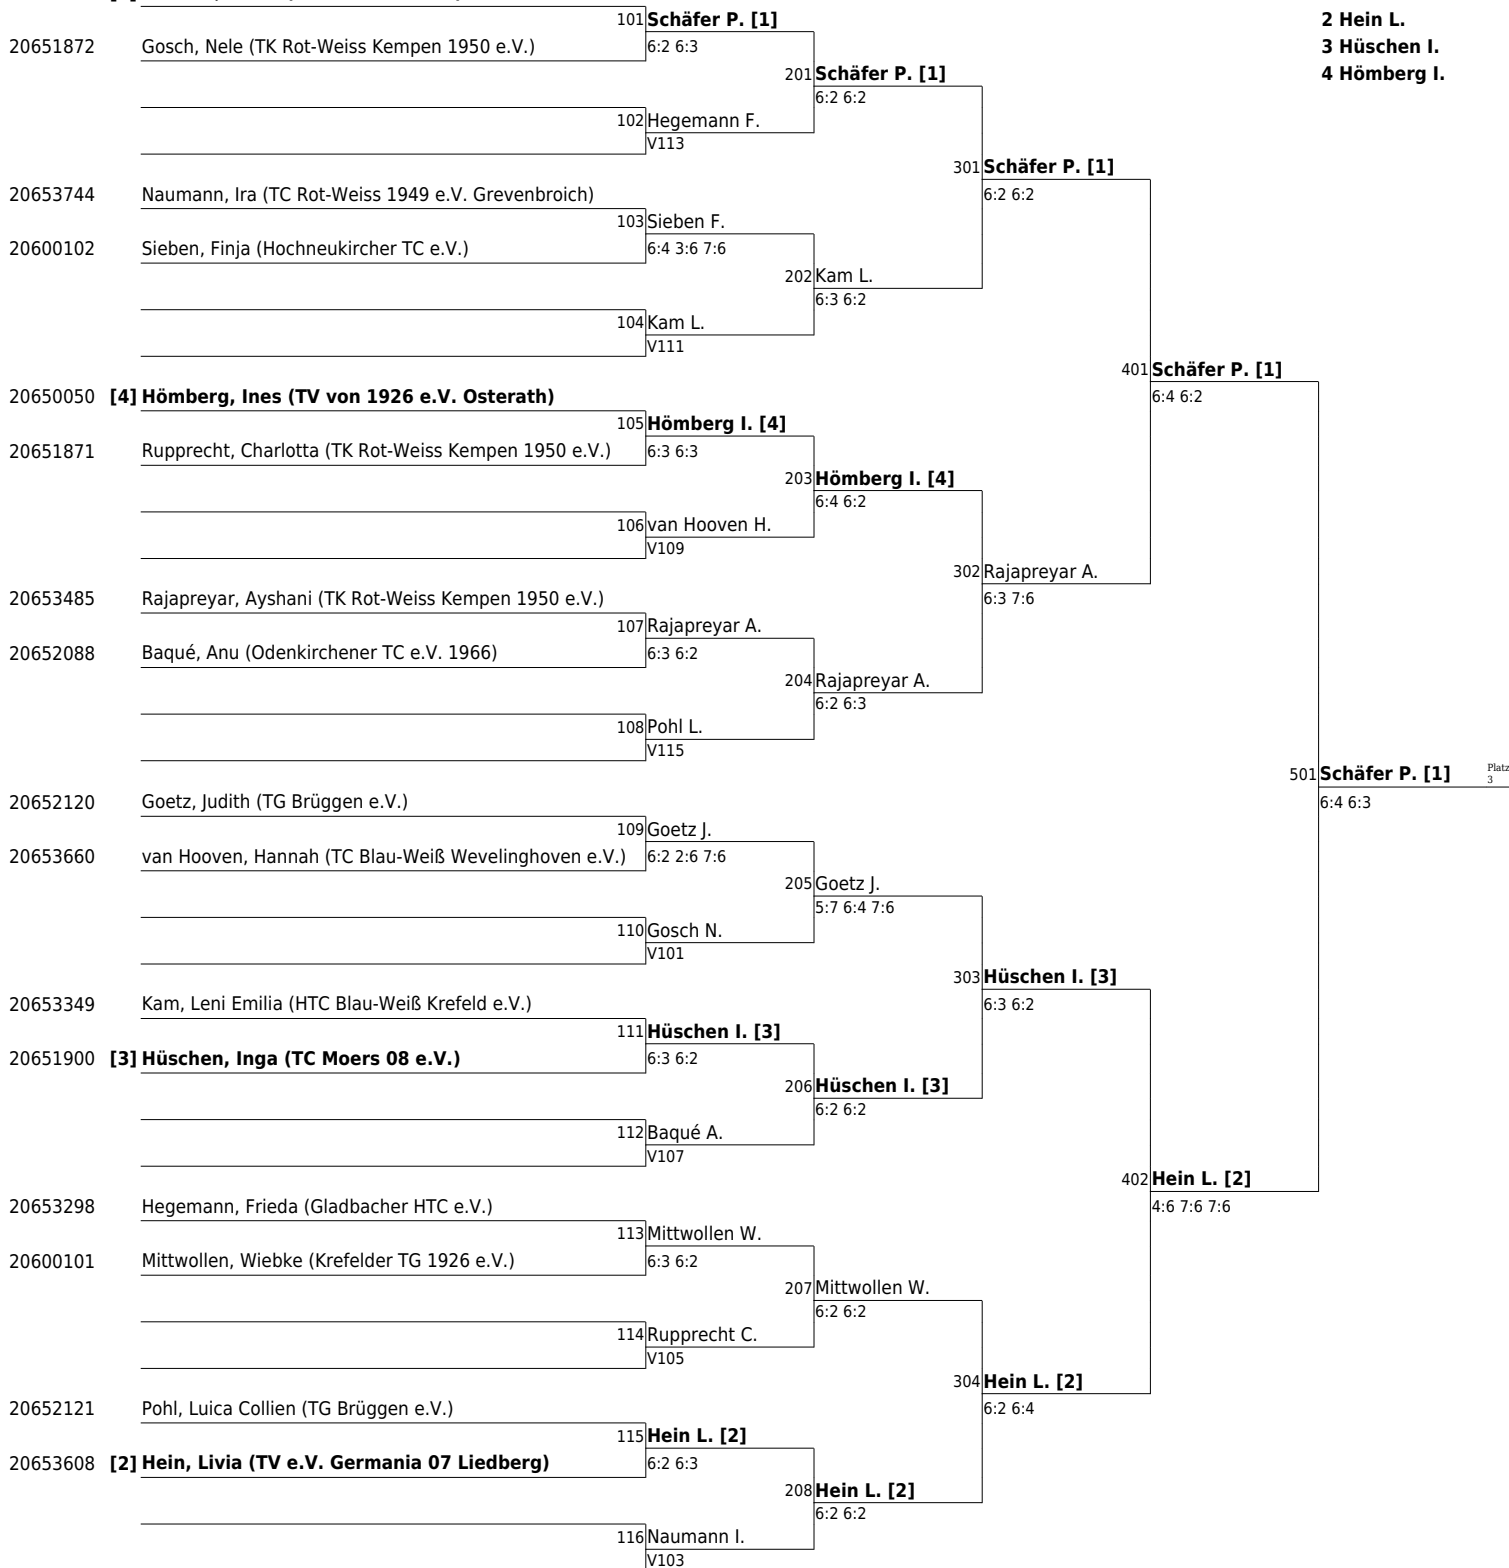 101 Schäfer P. [1]
2 Hein L.
20651872 Gosch, Nele (TK Rot-Weiss Kempen 1950 e.V.) 6:2 6:3
3 Hüschen I.
201 Schäfer P. [1]
4 Hömberg I.
6:2 6:2
102 Hegemann F.
V113
301 Schäfer P. [1]
20653744 Naumann, Ira (TC Rot-Weiss 1949 e.V. Grevenbroich)
6:2 6:2
103 Sieben F.
20600102 Sieben, Finja (Hochneukircher TC e.V.) 6:4 3:6 7:6
202 Kam L.
6:3 6:2
104 Kam L.
V111
401 Schäfer P. [1]
20650050 [4] Hömberg, Ines (TV von 1926 e.V. Osterath)
6:4 6:2
105 Hömberg I. [4]
20651871 Rupprecht, Charlotta (TK Rot-Weiss Kempen 1950 e.V.) 6:3 6:3
203 Hömberg I. [4]
6:4 6:2
106 van Hooven H.
V109
302 Rajapreyar A.
20653485 Rajapreyar, Ayshani (TK Rot-Weiss Kempen 1950 e.V.)
6:3 7:6
107 Rajapreyar A.
20652088 Baqué, Anu (Odenkirchener TC e.V. 1966) 6:3 6:2
204 Rajapreyar A.
6:2 6:3
108 Pohl L.
V115
501 Schäfer P. [1] Platz
3
20652120 Goetz, Judith (TG Brüggen e.V.)
6:4 6:3
109 Goetz J.
20653660 van Hooven, Hannah (TC Blau-Weiß Wevelinghoven e.V.) 6:2 2:6 7:6
205 Goetz J.
5:7 6:4 7:6
110 Gosch N.
V101
303 Hüschen I. [3]
20653349 Kam, Leni Emilia (HTC Blau-Weiß Krefeld e.V.)
6:3 6:2
111 Hüschen I. [3]
20651900 [3] Hüschen, Inga (TC Moers 08 e.V.) 6:3 6:2
206 Hüschen I. [3]
6:2 6:2
112 Baqué A.
V107
402 Hein L. [2]
20653298 Hegemann, Frieda (Gladbacher HTC e.V.)
4:6 7:6 7:6
113 Mittwollen W.
20600101 Mittwollen, Wiebke (Krefelder TG 1926 e.V.) 6:3 6:2
207 Mittwollen W.
6:2 6:2
114 Rupprecht C.
V105
304 Hein L. [2]
20652121 Pohl, Luica Collien (TG Brüggen e.V.)
6:2 6:4
115 Hein L. [2]
20653608 [2] Hein, Livia (TV e.V. Germania 07 Liedberg) 6:2 6:3
208 Hein L. [2]
6:2 6:2
116 Naumann I.
V103